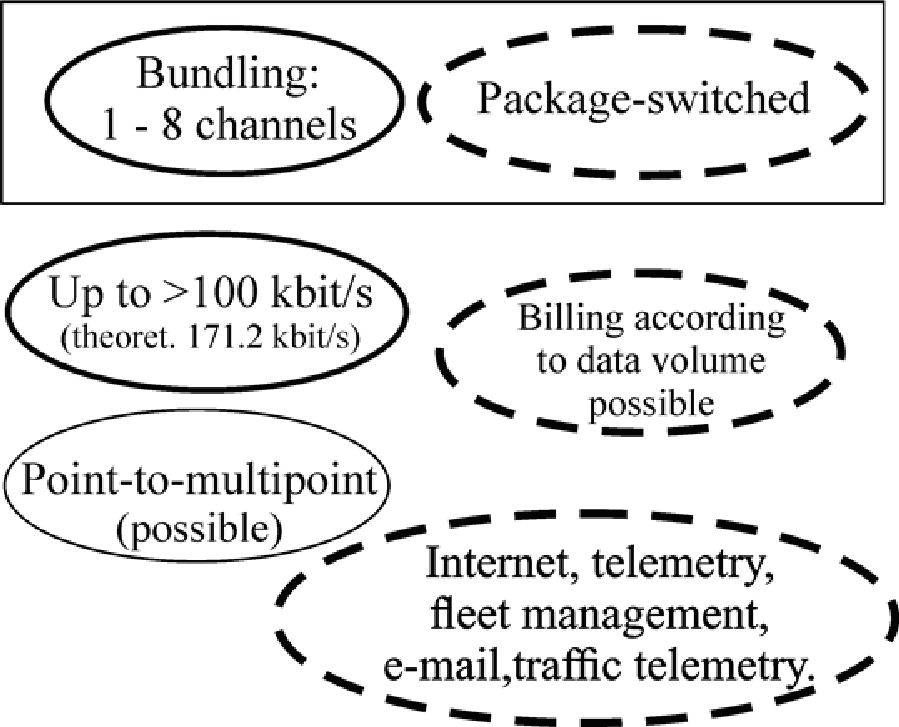 Bundling:
1 - 8 channels
Package-switched
Up to >100 kbit/s
(theoret. 171.2 kbit/s)
Billing according
to data volume
possible
Point-to-multipoint
(possible)
Internet, telemetry,
fleet management,
e-mail,traffic telemetry.